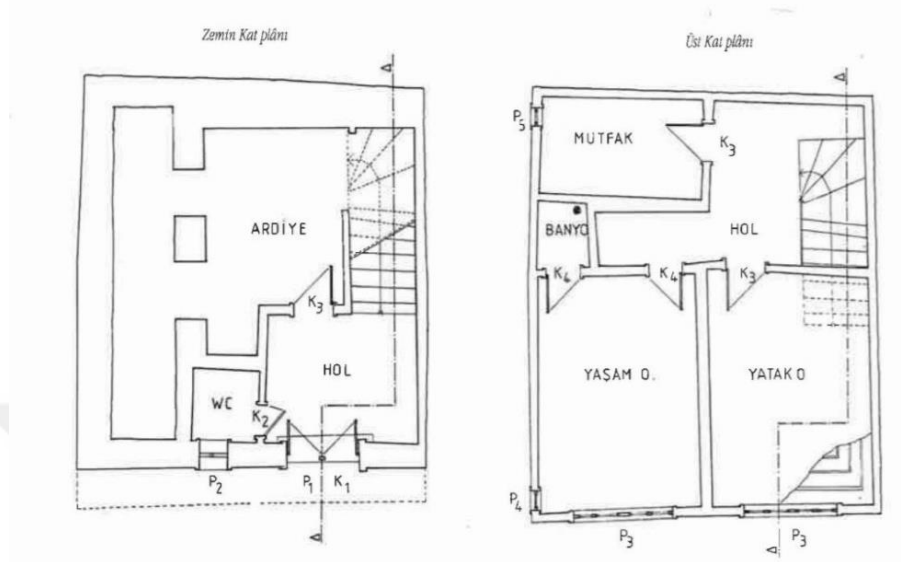 Zemin Kat plânı
ARDİYE
K3
HOL
WC
K2
P2
P1
K1
Üst Kat plânı
P5
MUTFAK
K3
BANYO
HOL
K4
K4
K3
YAŞAM O.
YATAK O
P4
P3
P3